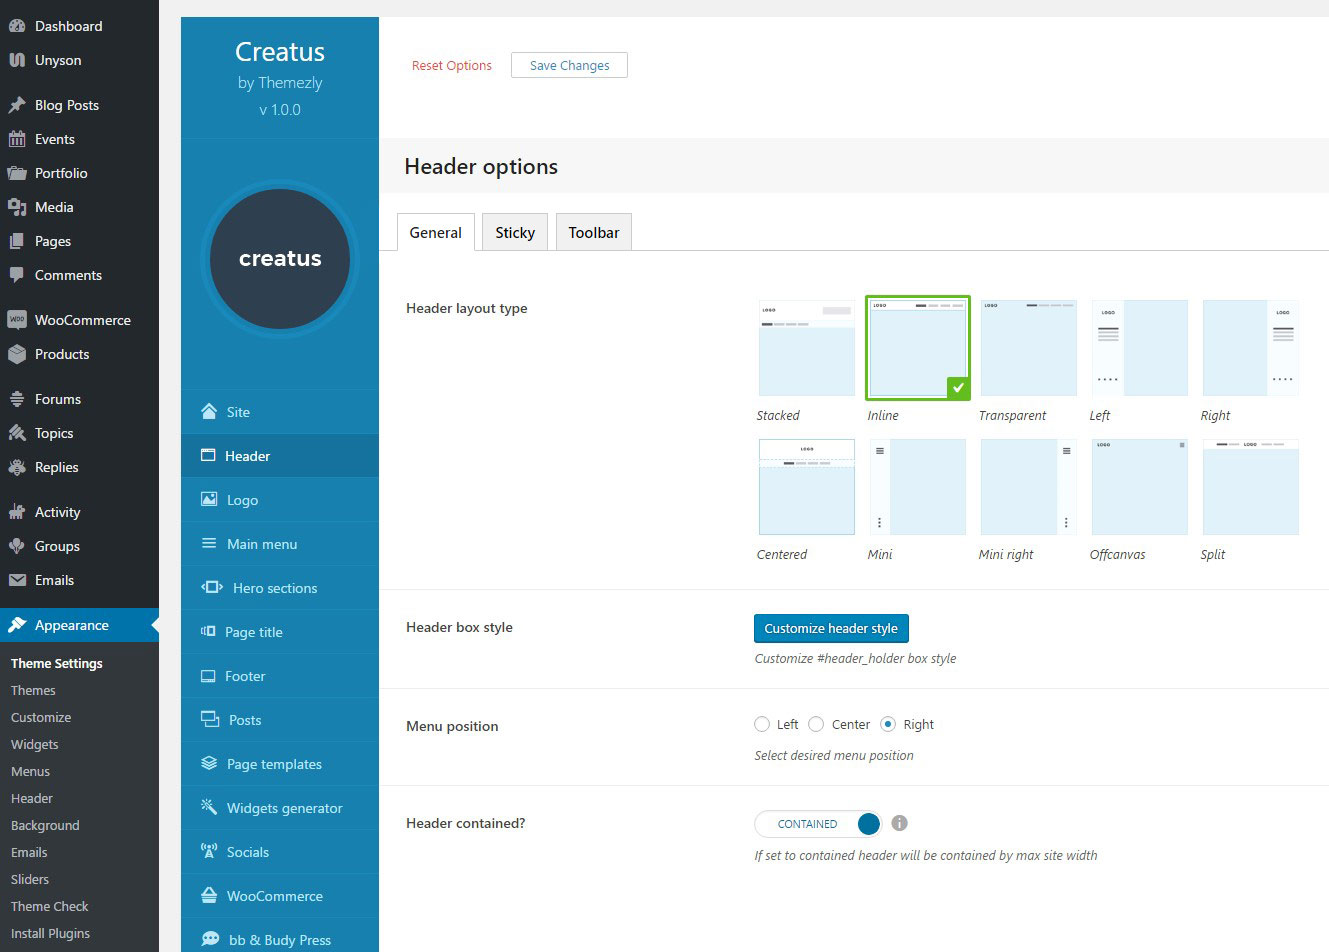 Dashboard
Unyson
Blog Posts
Events
Portfolio
Media
Pages
Comments
WooCommerce
Products
Forums
Topics
Replies
Activity
Groups
Emails
Appearance
Theme Settings
Themes
Customize
Widgets
Menus
Header
Background
Emails
Sliders
Theme Check
Install Plugins
Creatus
by Themezly
v 1.0.0
creatus
Site
Header
Logo
Main menu
Hero sections
Page title
Footer
Posts
Page templates
Widgets generator
Socials
WooCommerce
bb & Budy Press
Reset Options Save Changes
Header options
General Sticky Toolbar
Header layout type
LOGO LOGO LOGO LOGO LOGO
Stacked Inline Transparent Left Right
LOGO LOGO LOGO
Centered Mini Mini right Offcanvas Split
Header box style
Customize header style
Customize #header_holder box style
Menu position
Left Center Right
Select desired menu position
Header contained?
CONTAINED
If set to contained header will be contained by max site width